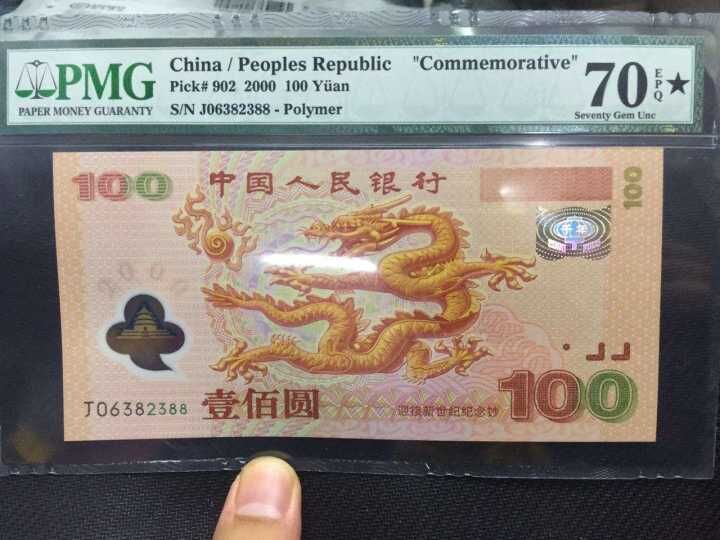 PMG
PAPER MONEY GUARANTY
China / Peoples Republic "Commemorative"
Pick# 902 2000 100 Yüan
S/N J06382388 - Polymer
70 EPQ ★
Seventy Gem Unc
100 中国人民银行 100
2000
J06382388 壹佰圆 迎接新世纪纪念钞 100